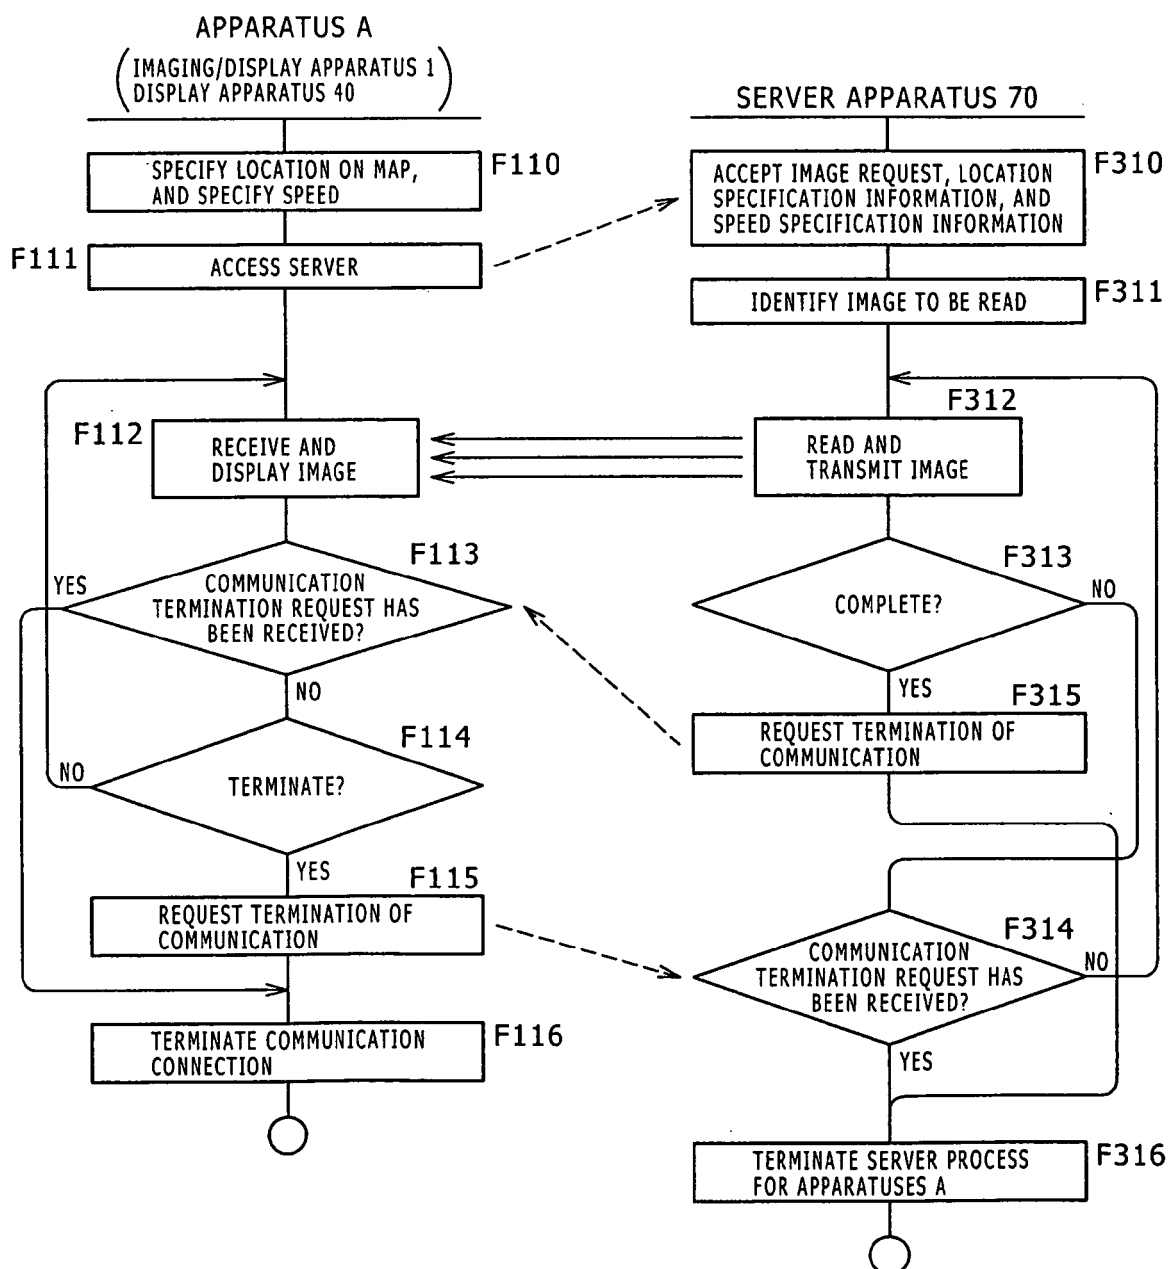 APPARATUS A
IMAGING/DISPLAY APPARATUS 1
DISPLAY APPARATUS 40
SPECIFY LOCATION ON MAP,
AND SPECIFY SPEED
F110
F111
ACCESS SERVER
F112
RECEIVE AND
DISPLAY IMAGE
F113
YES
COMMUNICATION
TERMINATION REQUEST HAS
BEEN RECEIVED?
NO
F114
NO
TERMINATE?
YES
F115
REQUEST TERMINATION OF
COMMUNICATION
TERMINATE COMMUNICATION
CONNECTION
F116
SERVER APPARATUS 70
ACCEPT IMAGE REQUEST, LOCATION
SPECIFICATION INFORMATION, AND
SPEED SPECIFICATION INFORMATION
F310
IDENTIFY IMAGE TO BE READ
F311
F312
READ AND
TRANSMIT IMAGE
F313
COMPLETE?
NO
YES
F315
REQUEST TERMINATION OF
COMMUNICATION
F314
COMMUNICATION
TERMINATION REQUEST HAS
BEEN RECEIVED?
NO
YES
TERMINATE SERVER PROCESS
FOR APPARATUSES A
F316